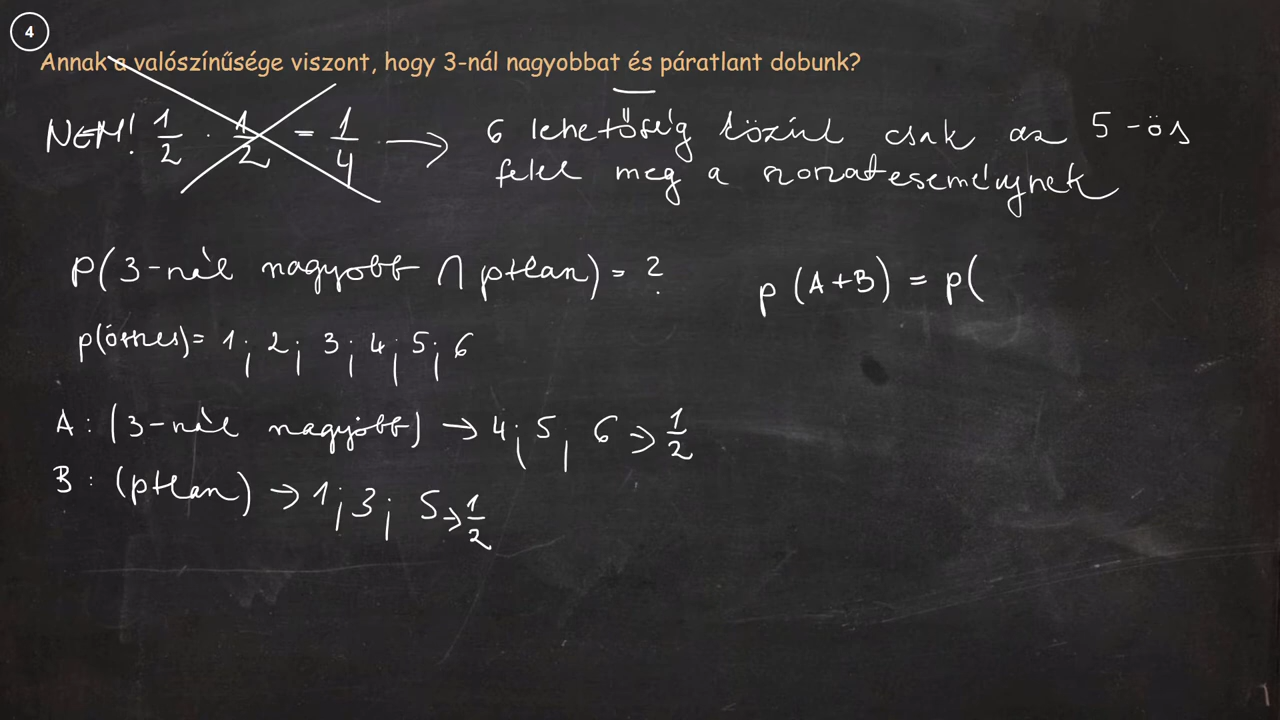 4
Annak a valószínűsége viszont, hogy 3-nál nagyobbat és páratlant dobunk?
NEM! 1/2 · 1/2 = 1/4 → 6 lehetőség közül csak az 5-ös
felel meg a szorzateseménynek
p(3-nál nagyobb ∩ ptlan) = ?
p(A+B) = p(
p(összes) = 1; 2; 3; 4; 5; 6
A: (3-nál nagyobb) → 4; 5; 6 => 1/2
B: (ptlan) → 1; 3; 5 => 1/2